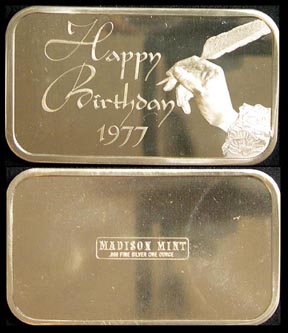 Happy
Birthday
1977
MADISON MINT
.999 FINE SILVER ONE OUNCE